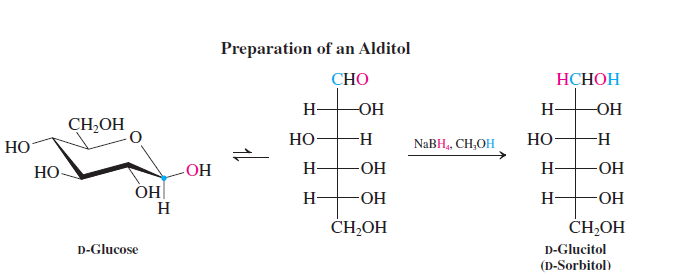 Preparation of an Alditol
CHO
HCHOH
H OH
H OH
CH₂OH
O
HO
HO H
NaBH₄, CH₃OH
HO H
HO
OH
H OH
H OH
OH
H
H OH
H OH
CH₂OH
CH₂OH
D-Glucose
D-Glucitol
(D-Sorbitol)